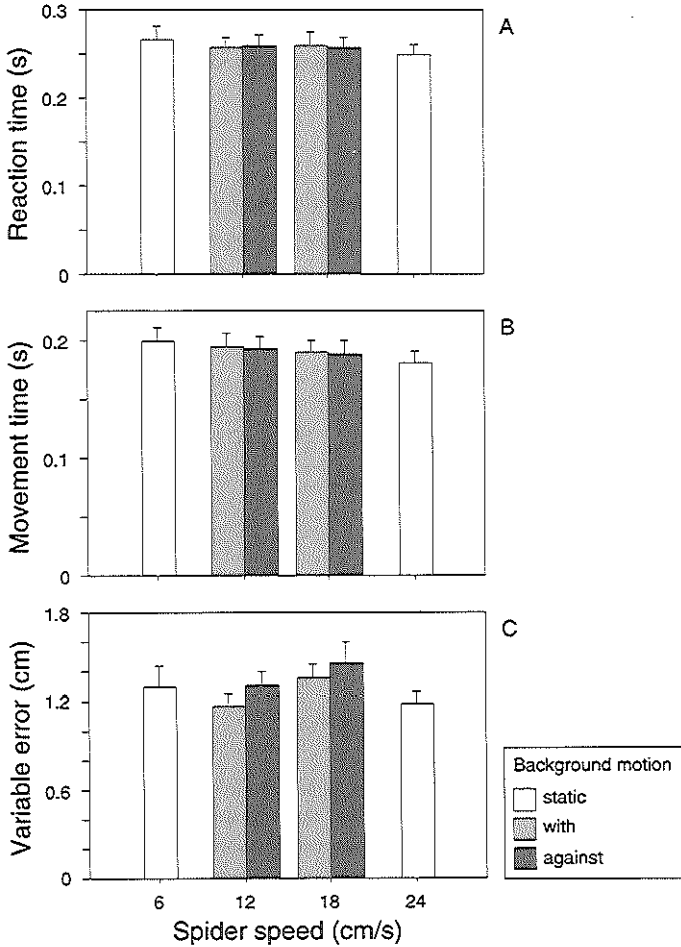 A
Reaction time (s)
0.3
0.2
0.1
0
B
Movement time (s)
0.2
0.1
0
C
Variable error (cm)
1.8
1.2
0.6
0
6 12 18 24
Spider speed (cm/s)
Background motion
static
with
against